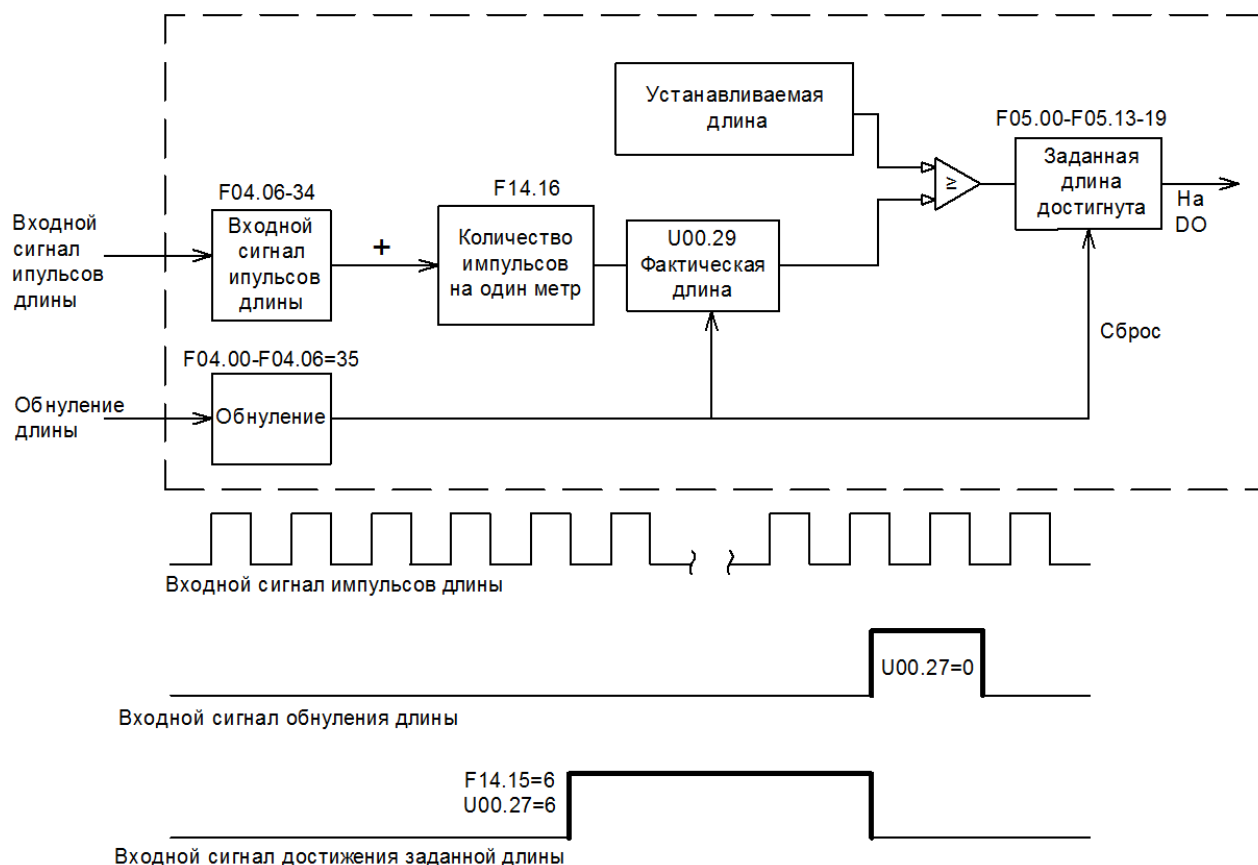 Устанавливаемая
длина
F05.00-F05.13-19
Заданная
длина
достигнута
На
DO
≥
F04.06-34
Входной
сигнал
ипульсов
длины
F14.16
Количество
импульсов
на один метр
U00.29
Фактическая
длина
Входной
сигнал
ипульсов
длины
+
Сброс
F04.00-F04.06=35
Обнуление
Обнуление
длины
Входной сигнал импульсов длины
U00.27=0
Входной сигнал обнуления длины
F14.15=6
U00.27=6
Входной сигнал достижения заданной длины